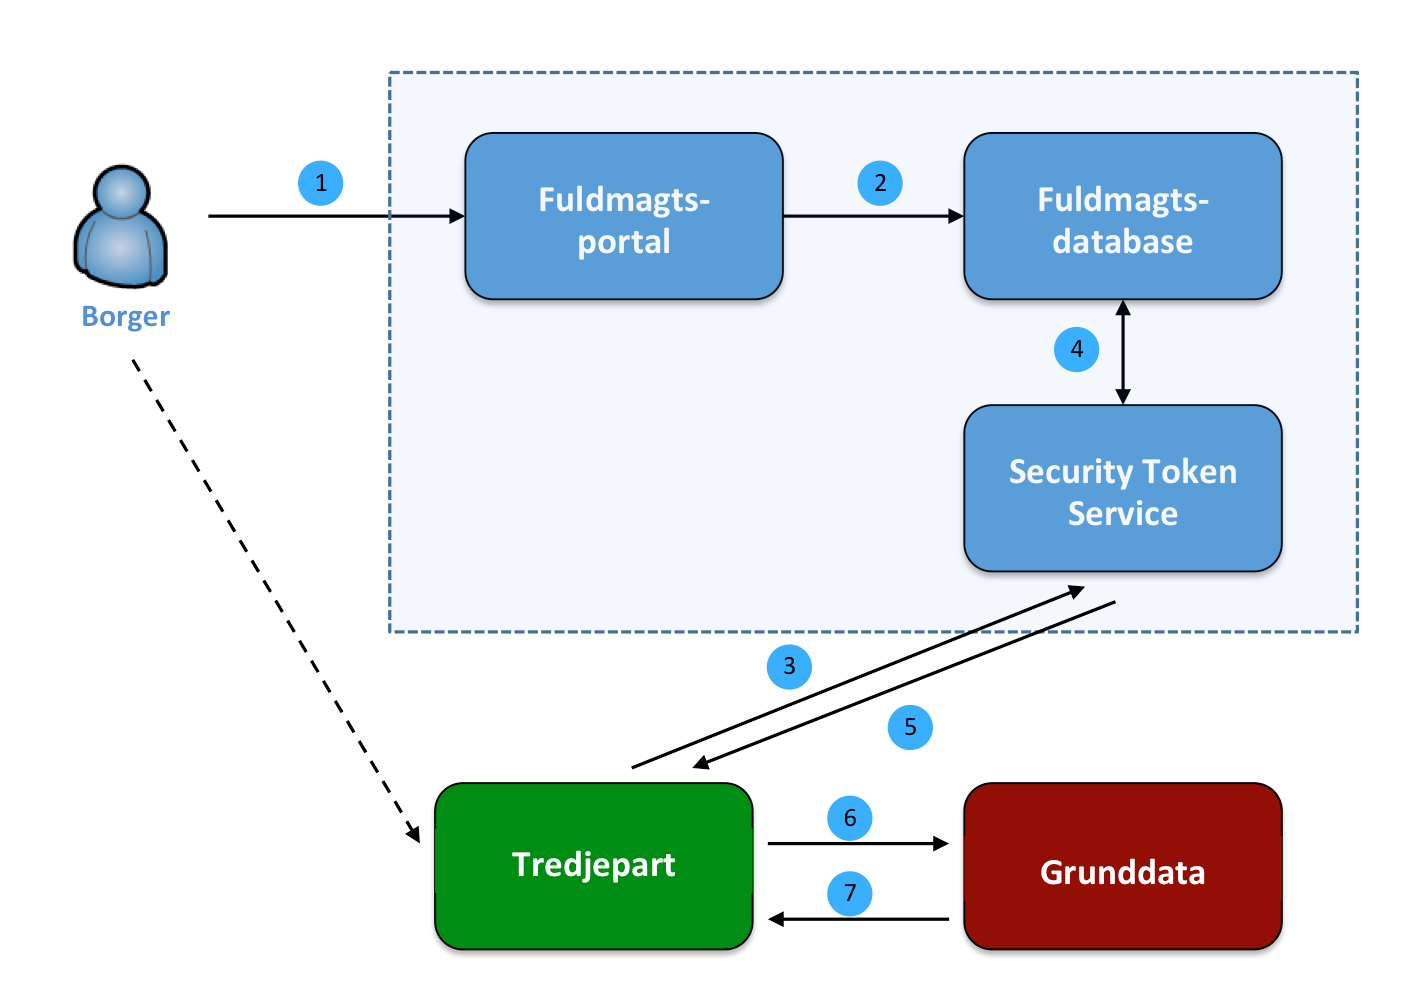 1
Fuldmagts-
portal
2
Fuldmagts-
database
Borger
4
Security Token
Service
3
5
Tredjepart
6
7
Grunddata